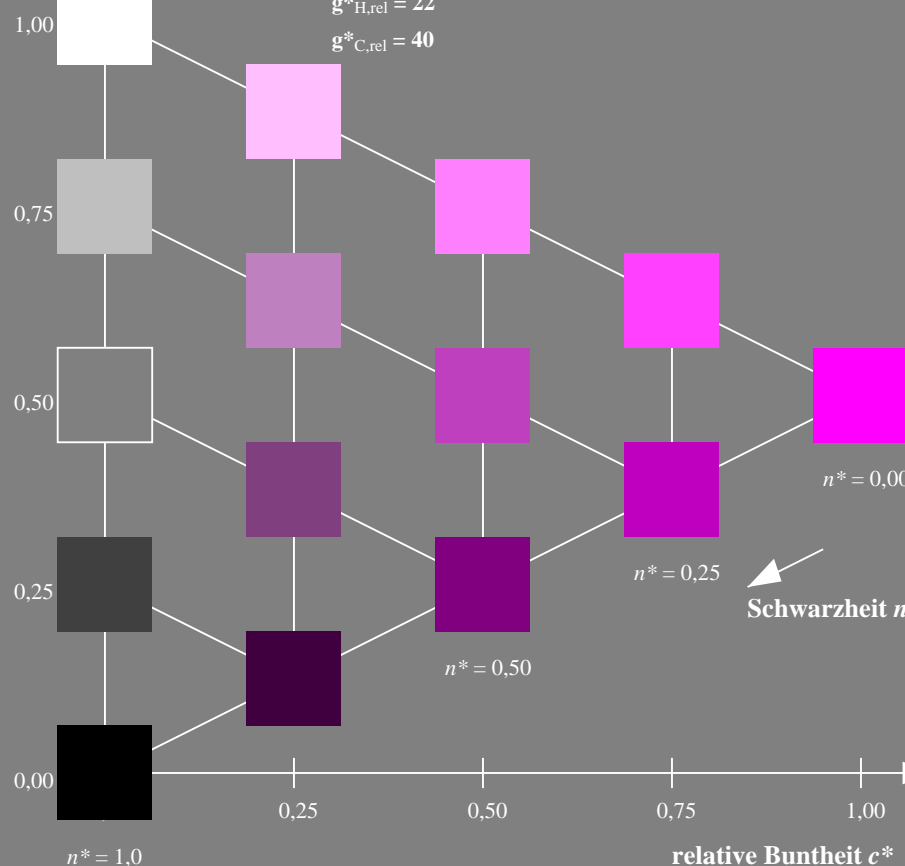 g*H,rel = 22
1,00
g*C,rel = 40
0,75
0,50
n* = 0,00
n* = 0,25
0,25
Schwarzheit n
n* = 0,50
0,00
0,25 0,50 0,75 1,00
n* = 1,0
relative Buntheit c*